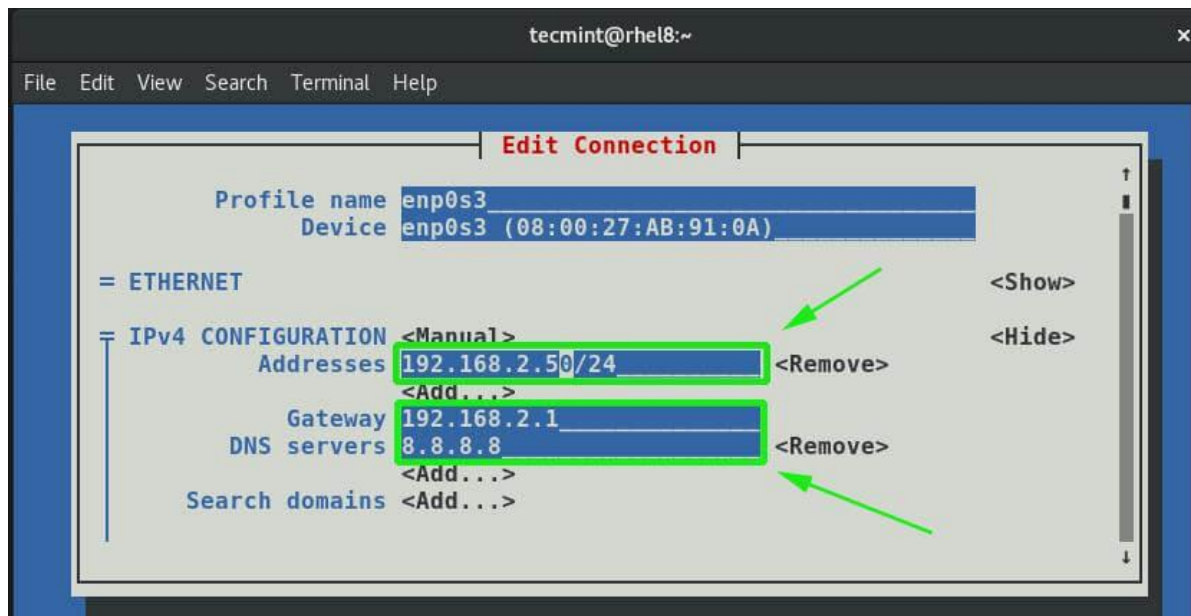 tecmint@rhel8:~ ×
File Edit View Search Terminal Help
Edit Connection
Profile name enp0s3
Device enp0s3 (08:00:27:AB:91:0A)
= ETHERNET <Show>
= IPv4 CONFIGURATION <Manual> <Hide>
Addresses 192.168.2.50/24 <Remove>
<Add...>
Gateway 192.168.2.1
DNS servers 8.8.8.8 <Remove>
<Add...>
Search domains <Add...>